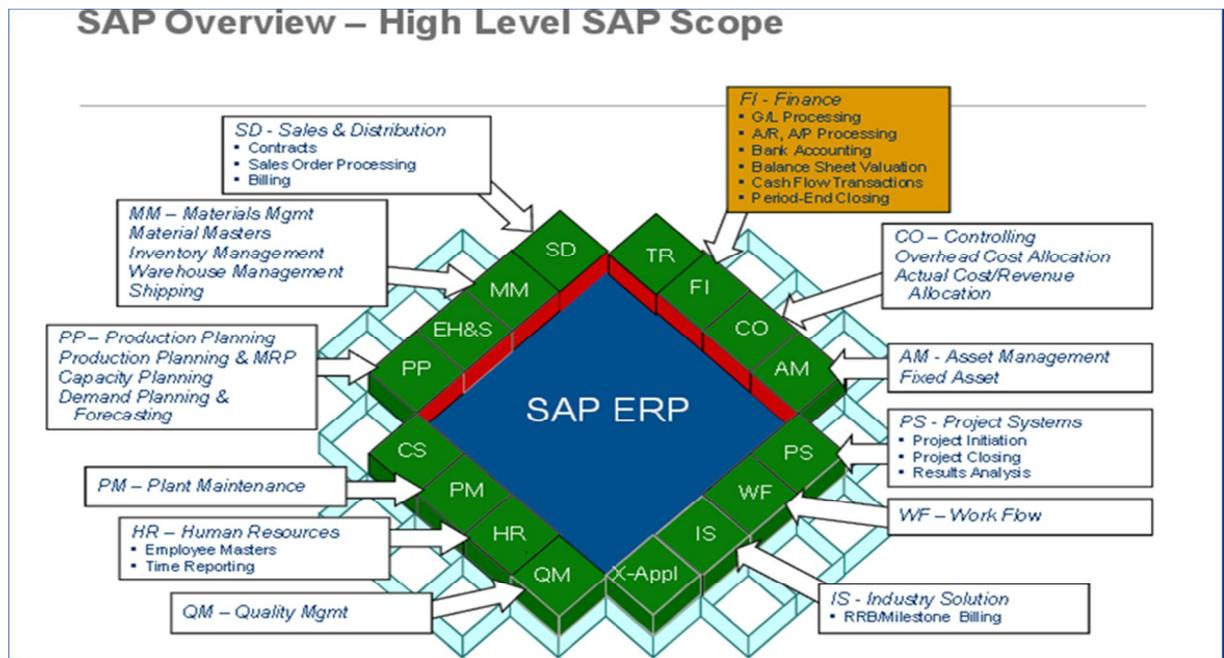 SAP Overview – High Level SAP Scope
FI - Finance
▪ G/L Processing
▪ A/R, A/P Processing
▪ Bank Accounting
▪ Balance Sheet Valuation
▪ Cash Flow Transactions
▪ Period-End Closing
SD - Sales & Distribution
▪ Contracts
▪ Sales Order Processing
▪ Billing
MM – Materials Mgmt
Material Masters
Inventory Management
Warehouse Management
Shipping
CO – Controlling
Overhead Cost Allocation
Actual Cost/Revenue
Allocation
PP – Production Planning
Production Planning & MRP
Capacity Planning
Demand Planning &
Forecasting
AM - Asset Management
Fixed Asset
PS - Project Systems
▪ Project Initiation
▪ Project Closing
▪ Results Analysis
PM – Plant Maintenance
WF – Work Flow
HR – Human Resources
▪ Employee Masters
▪ Time Reporting
QM – Quality Mgmt
IS - Industry Solution
▪ RRB/Milestone Billing
SD
MM
EH&S
PP
TR
FI
CO
AM
SAP ERP
CS
PM
HR
QM
PS
WF
IS
X-Appl